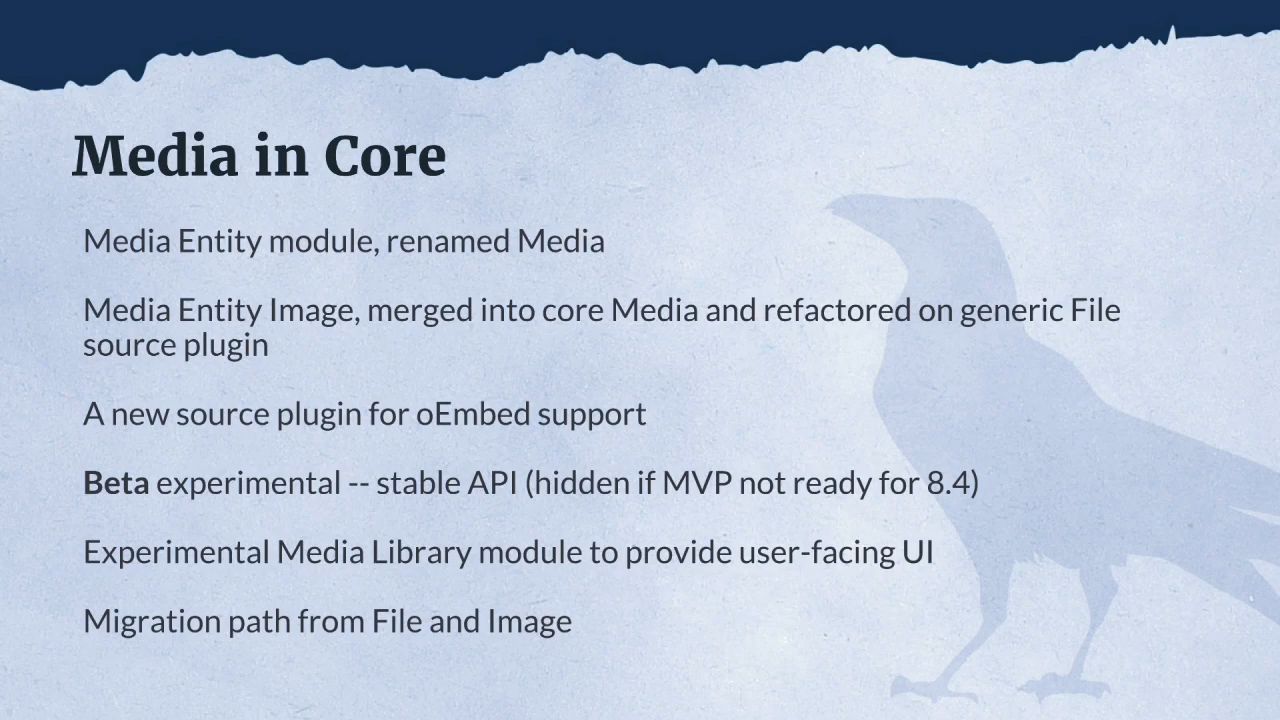 Media in Core
Media Entity module, renamed Media
Media Entity Image, merged into core Media and refactored on generic File
source plugin
A new source plugin for oEmbed support
Beta experimental -- stable API (hidden if MVP not ready for 8.4)
Experimental Media Library module to provide user-facing UI
Migration path from File and Image